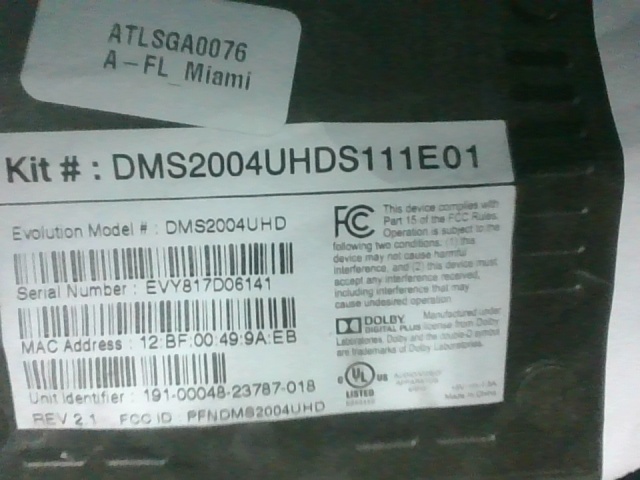 ATLSGA0076
A-FL_Miami
Kit # : DMS2004UHDS111E01
Evolution Model # : DMS2004UHD
Serial Number : EVY817D06141
MAC Address : 12:BF:00:49:9A:EB
Unit Identifier : 191-00048-23787-018
REV 2.1 FCC ID : PFNDMS2004UHD
FC
This device complies with
Part 15 of the FCC Rules.
Operation is subject to the
following two conditions: (1) this
device may not cause harmful
interference, and (2) this device must
accept any interference received,
including interference that may
cause undesired operation
DOLBY
DIGITAL PLUS
Manufactured under
license from Dolby
Laboratories. Dolby and the double-D symbol
are trademarks of Dolby Laboratories.
c UL us
LISTED
Made in China